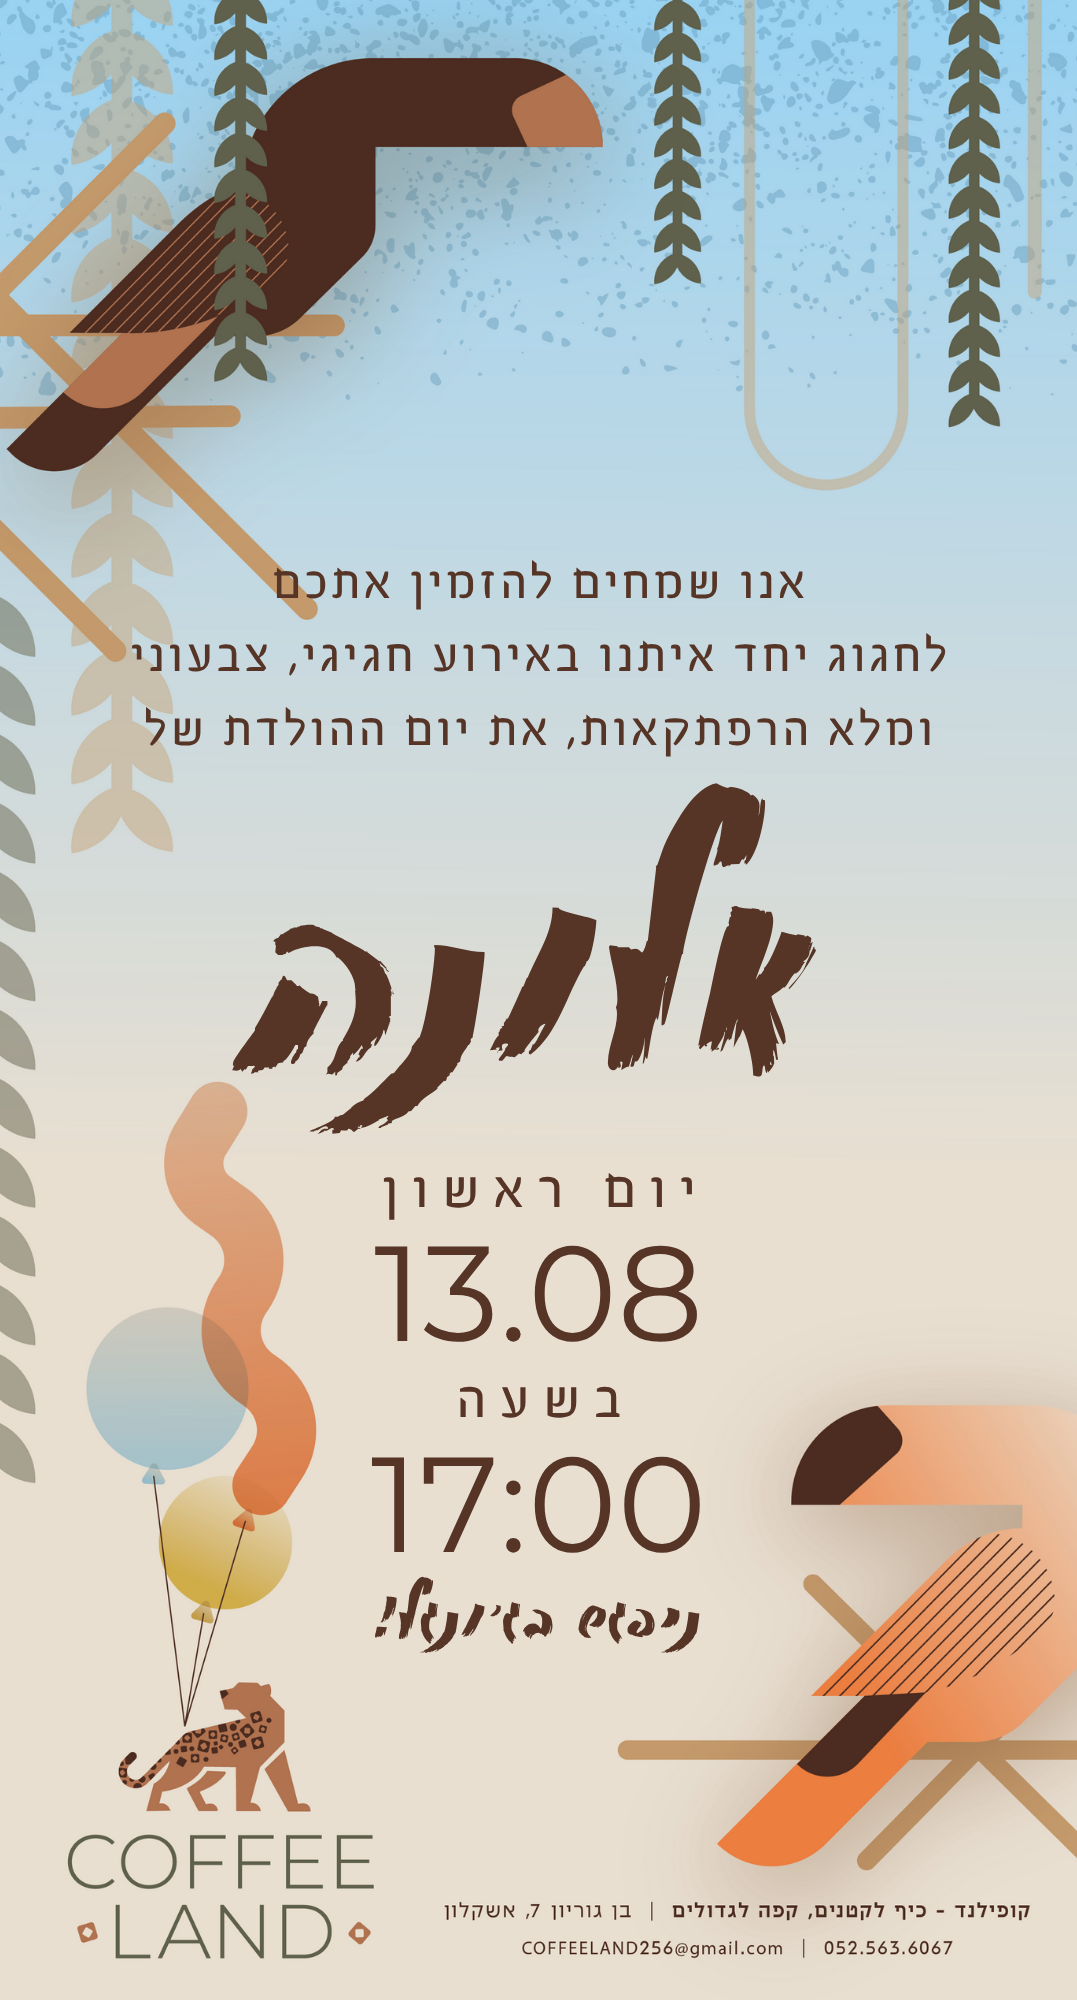 אנו שמחים להזמין אתכם
לחגוג יחד איתנו באירוע חגיגי, צבעוני
ומלא הרפתקאות, את יום ההולדת של
אלונה
יום ראשון
13.08
בשעה
17:00
ניפגש בג'ונגל!
COFFEE
LAND
קופילנד - כיף לקטנים, קפה לגדולים | בן גוריון 7, אשקלון
COFFEELAND256@gmail.com | 052.563.6067